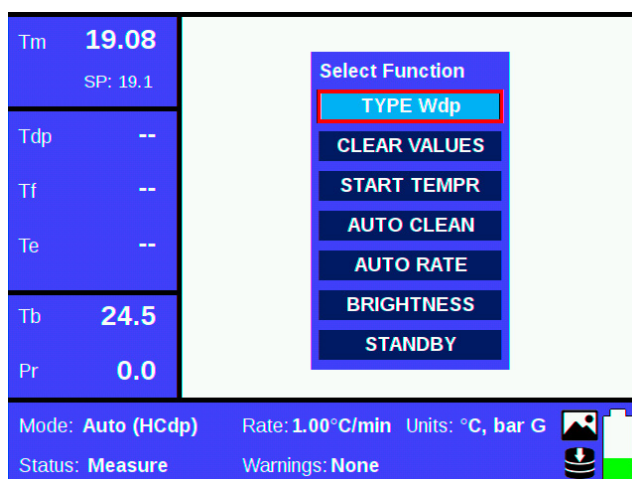 Tm 19.08
SP: 19.1
Tdp --
Tf --
Te --
Tb 24.5
Pr 0.0
Select Function
TYPE Wdp
CLEAR VALUES
START TEMPR
AUTO CLEAN
AUTO RATE
BRIGHTNESS
STANDBY
Mode: Auto (HCdp) Rate: 1.00°C/min Units: °C, bar G
Status: Measure Warnings: None